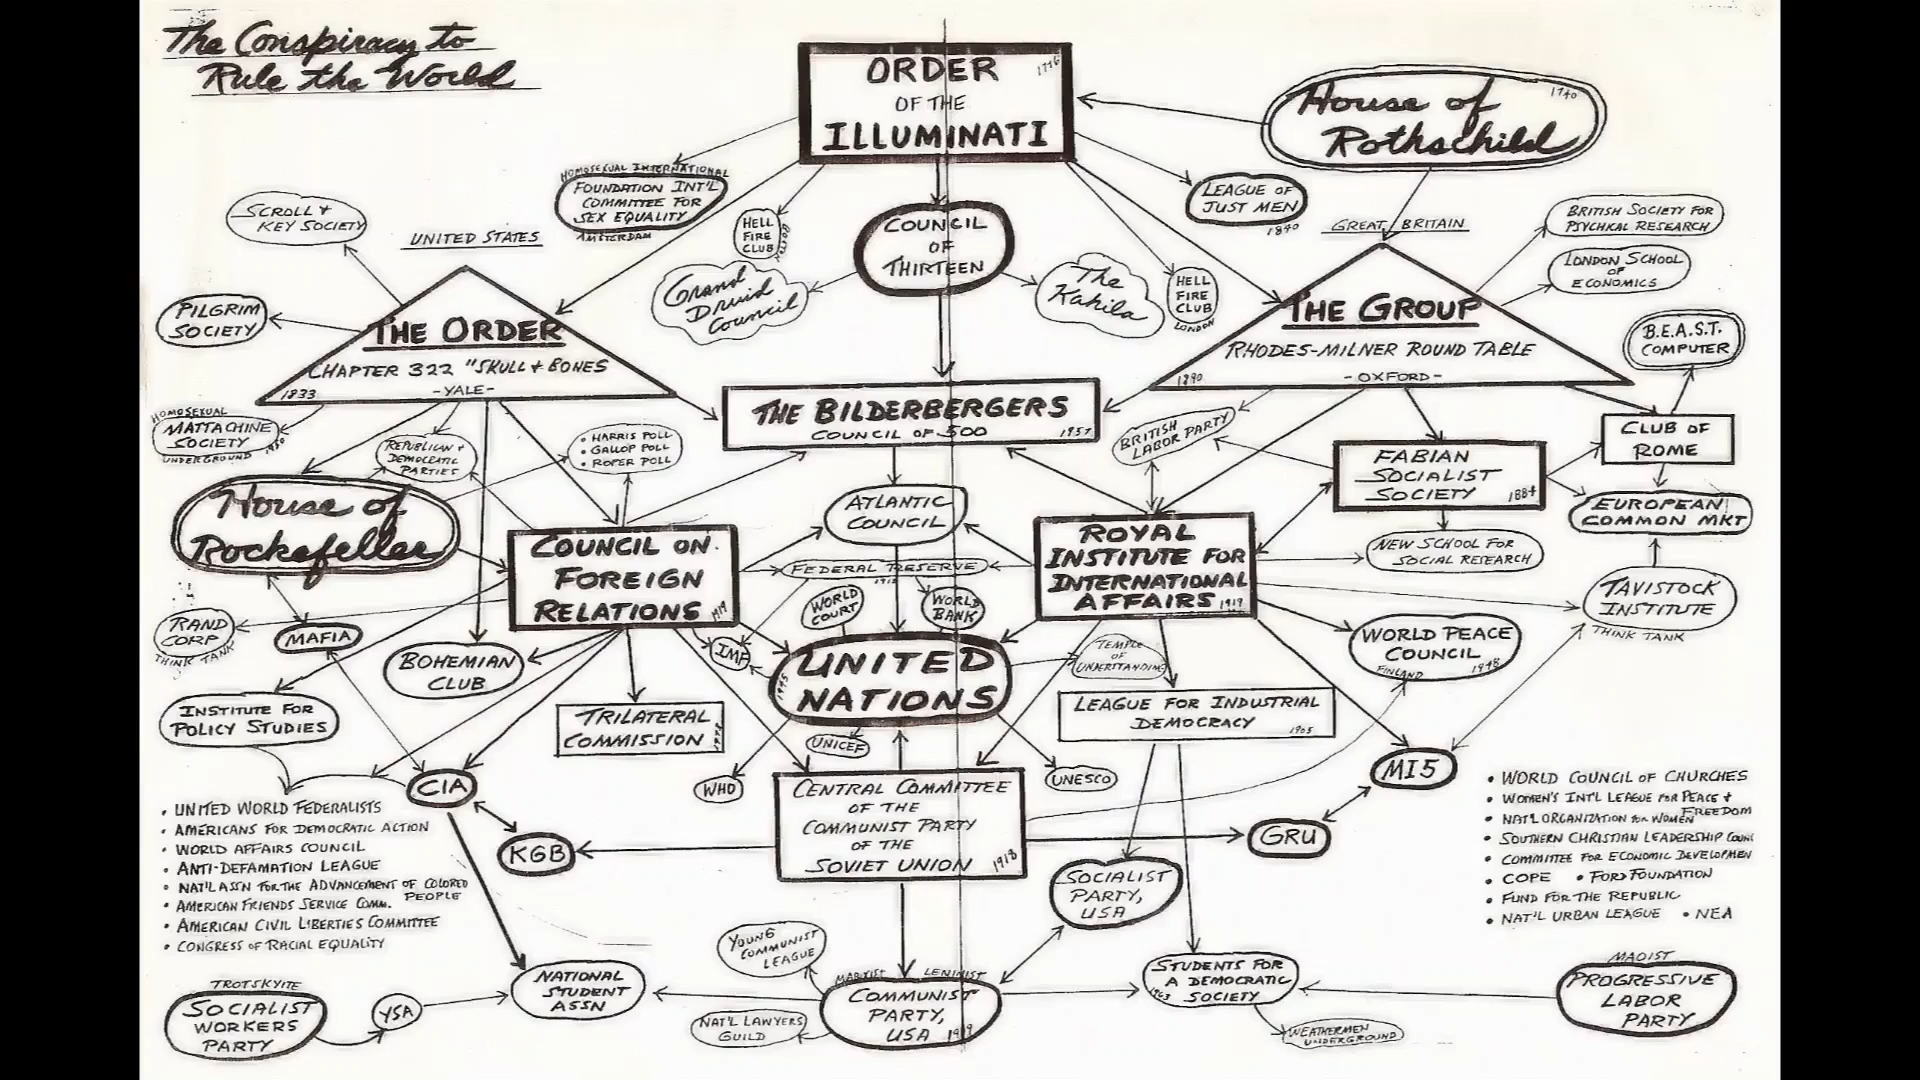 The Conspiracy to
Rule the World
ORDER
OF THE
ILLUMINATI
1776
House of
Rothschild
1740
HOMOSEXUAL INTERNATIONAL
FOUNDATION INT'L
COMMITTEE FOR
SEX EQUALITY
AMSTERDAM
HELL
FIRE
CLUB
BOSTON
COUNCIL
OF
THIRTEEN
LEAGUE OF
JUST MEN
1840
SCROLL &
KEY SOCIETY
UNITED STATES
GREAT BRITAIN
BRITISH SOCIETY FOR
PSYCHICAL RESEARCH
LONDON SCHOOL
OF
ECONOMICS
Grand
Druid
Council
The
Kahila
HELL
FIRE
CLUB
LONDON
PILGRIM
SOCIETY
THE ORDER
CHAPTER 322 "SKULL & BONES
-YALE-
1833
THE GROUP
RHODES-MILNER ROUND TABLE
-OXFORD-
1890
B.E.A.S.T.
COMPUTER
THE BILDERBERGERS
COUNCIL OF 500
1957
HOMOSEXUAL
MATTACHINE
SOCIETY
UNDERGROUND 1950
REPUBLICAN &
DEMOCRATIC
PARTIES
• HARRIS POLL
• GALLOP POLL
• ROPER POLL
BRITISH
LABOR PARTY
FABIAN
SOCIALIST
SOCIETY
1884
CLUB OF
ROME
House of
Rockefeller
ATLANTIC
COUNCIL
EUROPEAN
COMMON MKT
COUNCIL ON
FOREIGN
RELATIONS
1919
FEDERAL RESERVE
ROYAL
INSTITUTE FOR
INTERNATIONAL
AFFAIRS
1919
NEW SCHOOL FOR
SOCIAL RESEARCH
WORLD
COURT
WORLD
BANK
TAVISTOCK
INSTITUTE
THINK TANK
RAND
CORP
THINK TANK
MAFIA
BOHEMIAN
CLUB
IMF
UNITED
NATIONS
1945
TEMPLE
OF
UNDERSTANDING
WORLD PEACE
COUNCIL
FINLAND
1948
INSTITUTE FOR
POLICY STUDIES
TRILATERAL
COMMISSION
LEAGUE FOR INDUSTRIAL
DEMOCRACY
1905
UNICEF
WHO
UNESCO
CIA
MI5
KGB
CENTRAL COMMITTEE
OF THE
COMMUNIST PARTY
OF THE
SOVIET UNION
1918
GRU
• UNITED WORLD FEDERALISTS
• AMERICANS FOR DEMOCRATIC ACTION
• WORLD AFFAIRS COUNCIL
• ANTI-DEFAMATION LEAGUE
• NAT'L ASSN FOR THE ADVANCEMENT OF COLORED
PEOPLE
• AMERICAN FRIENDS SERVICE COMM.
• AMERICAN CIVIL LIBERTIES COMMITTEE
• CONGRESS OF RACIAL EQUALITY
• WORLD COUNCIL OF CHURCHES
• WOMEN'S INT'L LEAGUE FOR PEACE &
FREEDOM
• NAT'L ORGANIZATION FOR WOMEN
• SOUTHERN CHRISTIAN LEADERSHIP COUNC
• COMMITTEE FOR ECONOMIC DEVELOPMEN
• COPE • FORD FOUNDATION
• FUND FOR THE REPUBLIC
• NAT'L URBAN LEAGUE • NEA
SOCIALIST
PARTY,
USA
YOUNG
COMMUNIST
LEAGUE
TROTSKYITE
SOCIALIST
WORKERS
PARTY
YSA
NATIONAL
STUDENT
ASSN
MARXIST LENINIST
COMMUNIST
PARTY,
USA 1919
NAT'L LAWYERS
GUILD
STUDENTS FOR
A DEMOCRATIC
SOCIETY
1963
WEATHERMEN
UNDERGROUND
MAOIST
PROGRESSIVE
LABOR
PARTY